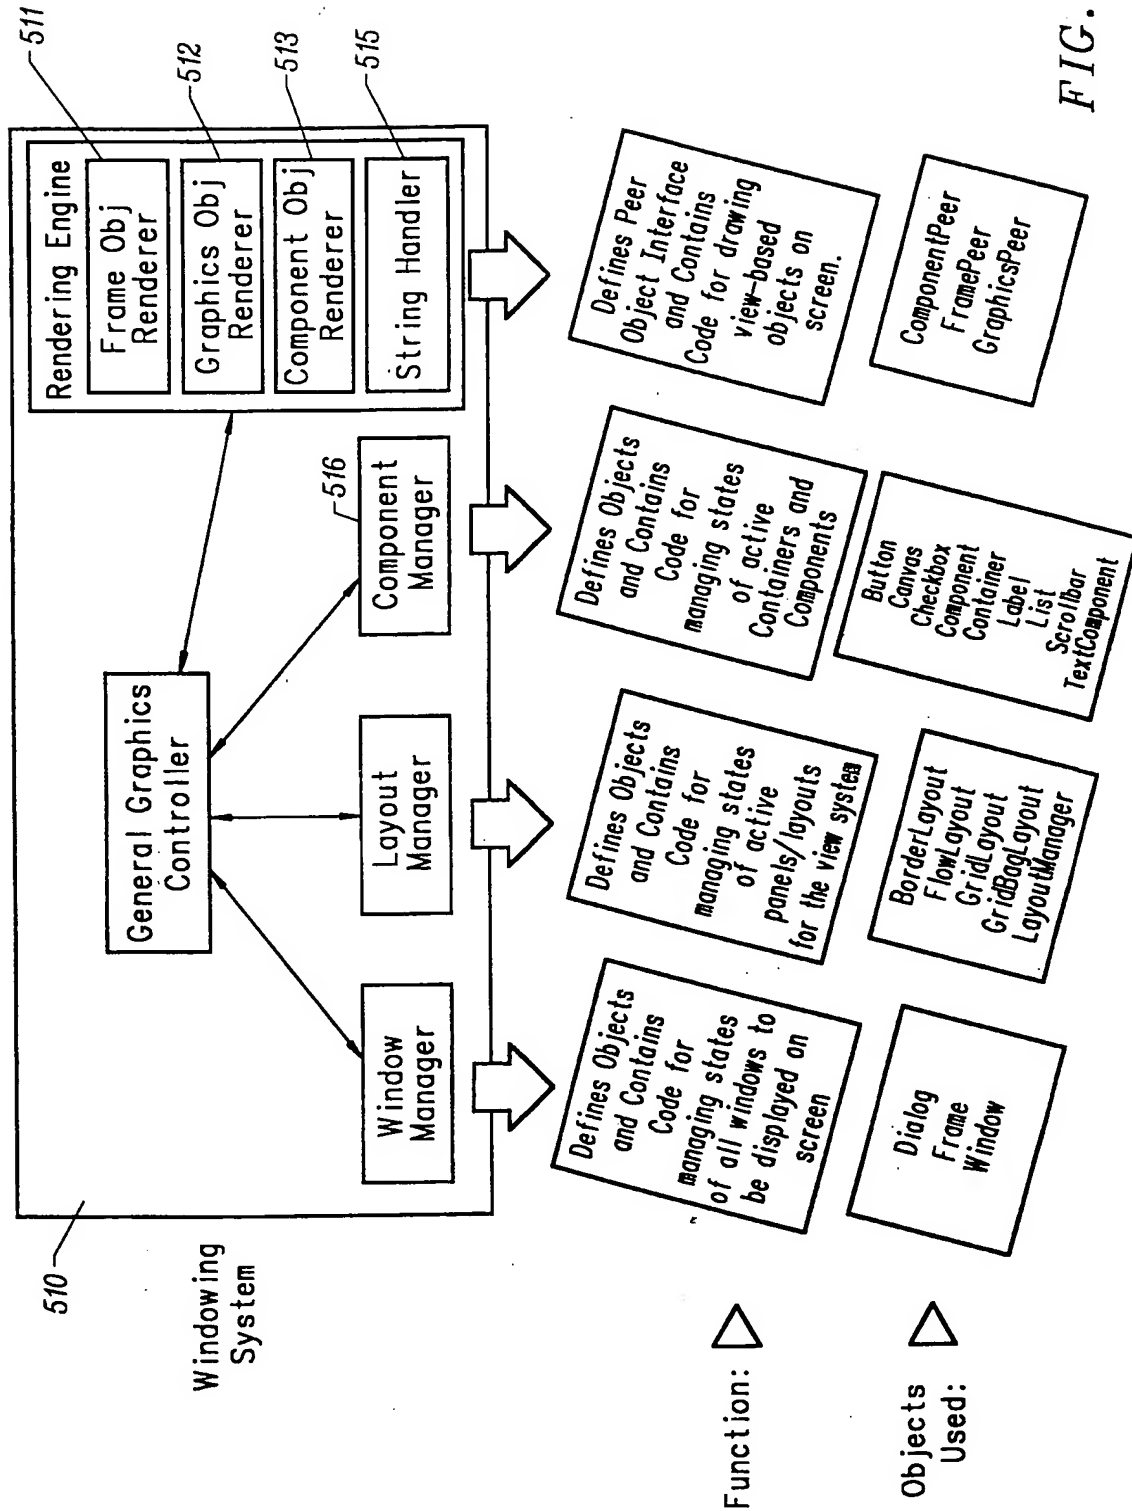 510
Windowing
System
General Graphics
Controller
Window
Manager
Layout
Manager
Component
Manager
516
Rendering Engine
Frame Obj
Renderer
Graphics Obj
Renderer
Component Obj
Renderer
String Handler
511
512
513
515
Function:
Defines Objects
and Contains
Code for
managing states
of all windows to
be displayed on
screen
Defines Objects
and Contains
Code for
managing states
of active
panels/layouts
for the view system
Defines Objects
and Contains
Code for
managing states
of active
Containers and
Components
Defines Peer
Object Interface
and Contains
Code for drawing
view-based
objects on
screen.
Objects
Used:
Dialog
Frame
Window
BorderLayout
FlowLayout
GridLayout
GridBagLayout
LayoutManager
Button
Canvas
Checkbox
Component
Container
Label
List
Scrollbar
TextComponent
ComponentPeer
FramePeer
GraphicsPeer
FIG.